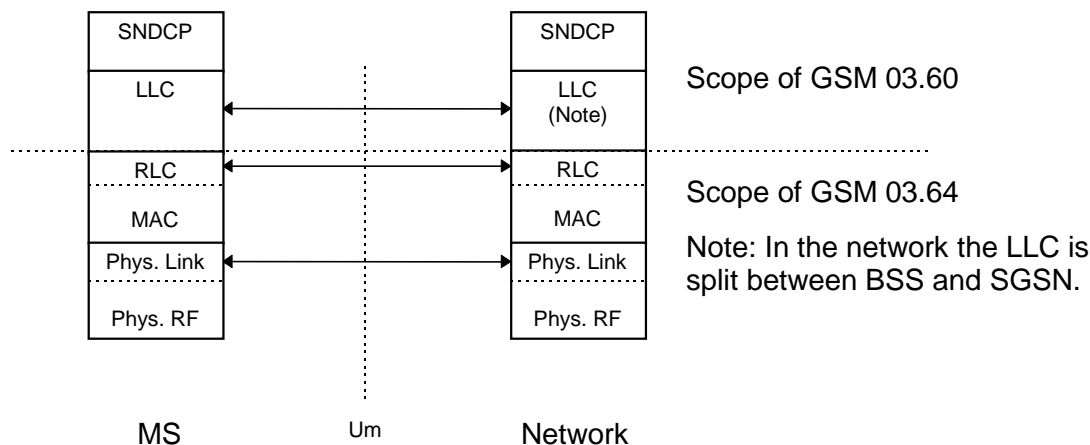 SNDCP
LLC
RLC
MAC
Phys. Link
Phys. RF
MS
Um
SNDCP
LLC
(Note)
RLC
MAC
Phys. Link
Phys. RF
Network
Scope of GSM 03.60
Scope of GSM 03.64
Note: In the network the LLC is
split between BSS and SGSN.